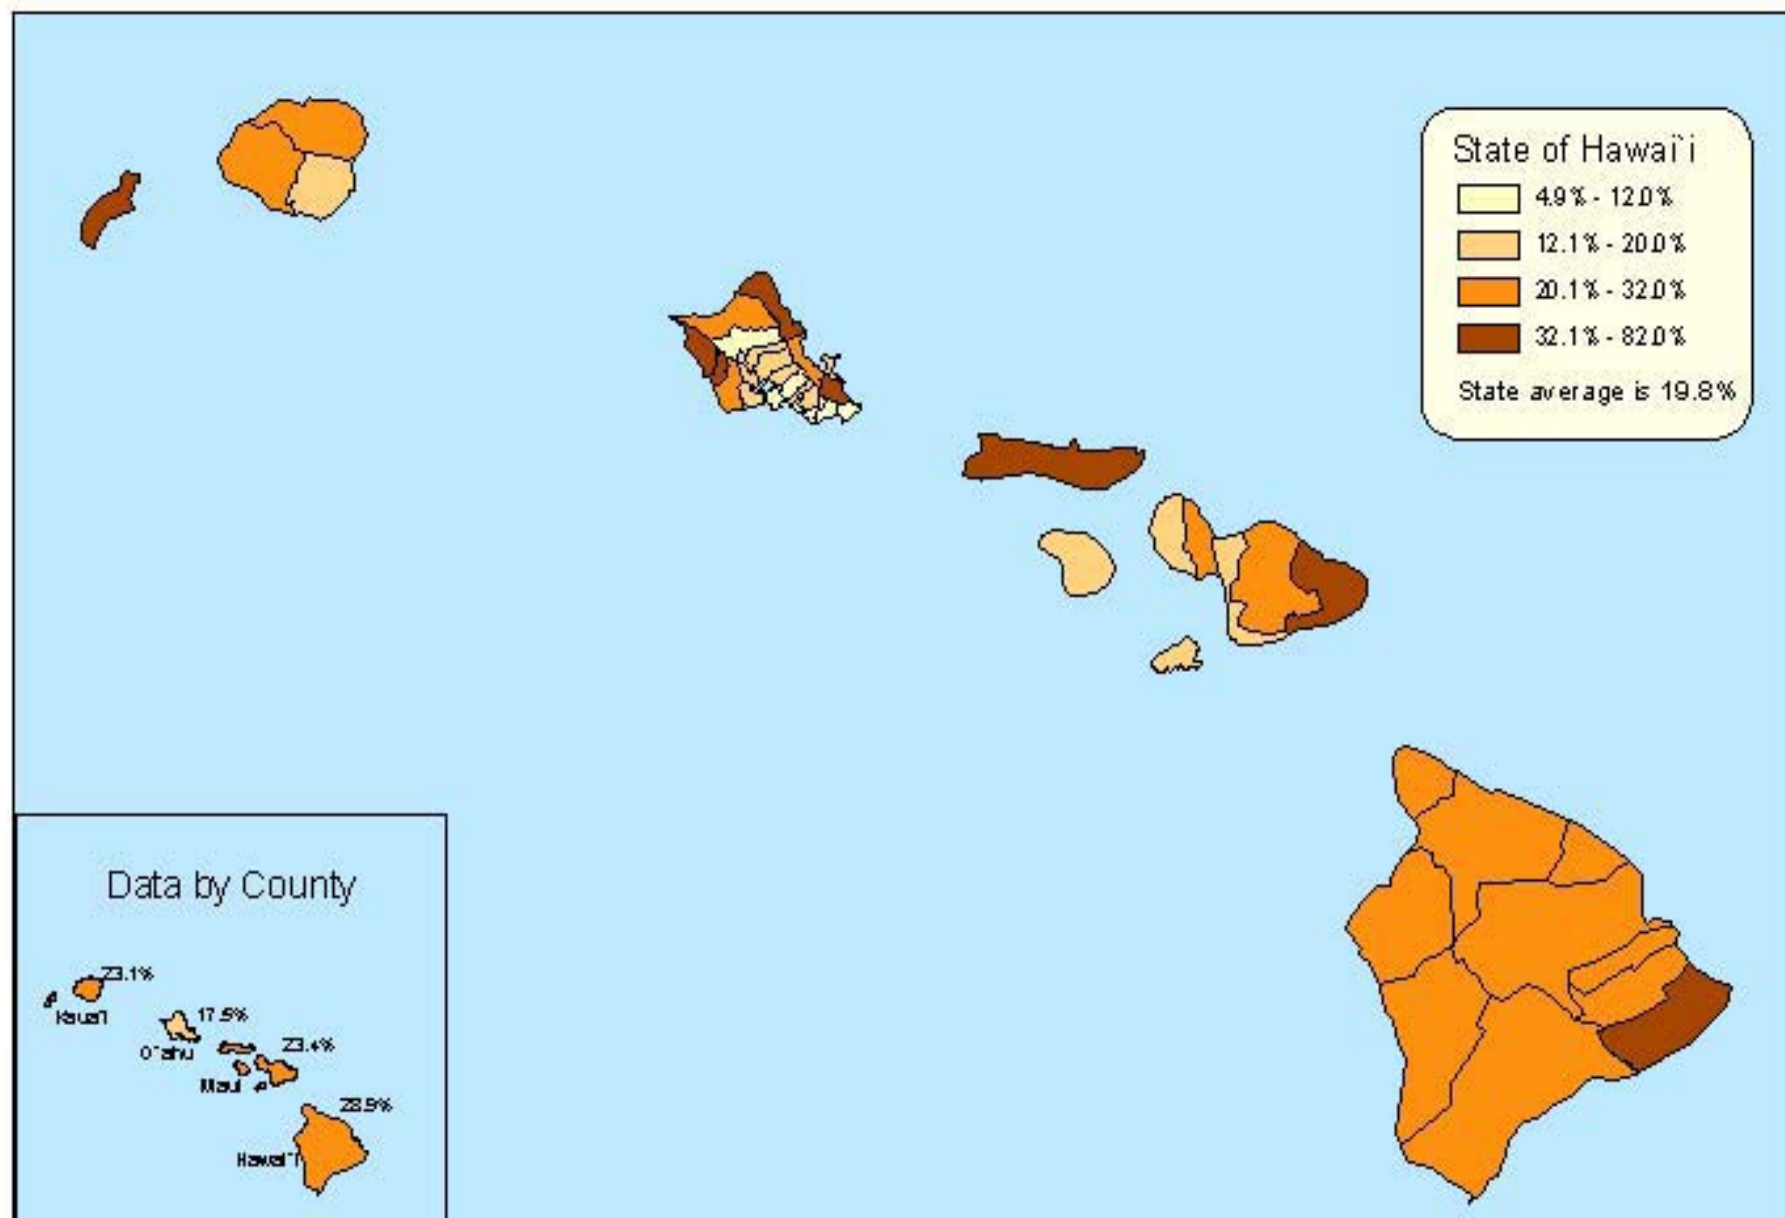 State of Hawai`i
4.9% - 12.0%
12.1% - 20.0%
20.1% - 32.0%
32.1% - 82.0%
State average is 19.8%
Data by County
23.1%
Kaua`i
17.5%
O`ahu
23.4%
Maui
28.9%
Hawai`i